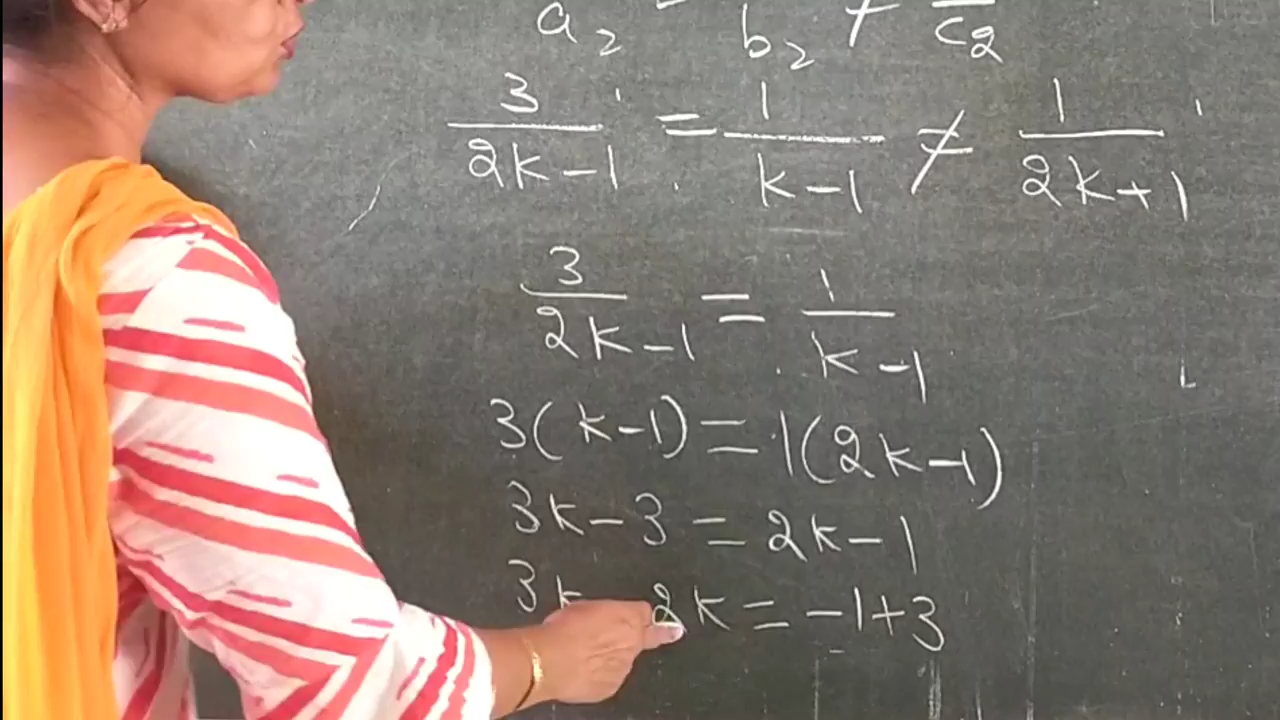 a₂ = b₂ ≠ c₂
3/2k-1 = 1/k-1 ≠ 1/2k+1
3/2k-1 = 1/k-1
3(k-1) = 1(2k-1)
3k-3 = 2k-1
3k 2k = -1+3